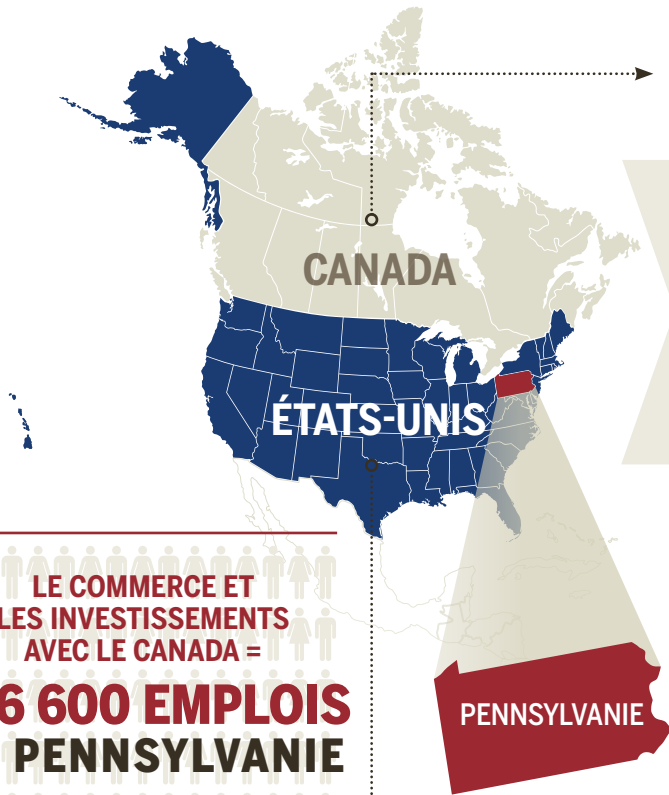 CANADA
ÉTATS-UNIS
LE COMMERCE ET
LES INVESTISSEMENTS
AVEC LE CANADA =
6 600 EMPLOIS
PENNSYLVANIE
PENNSYLVANIE